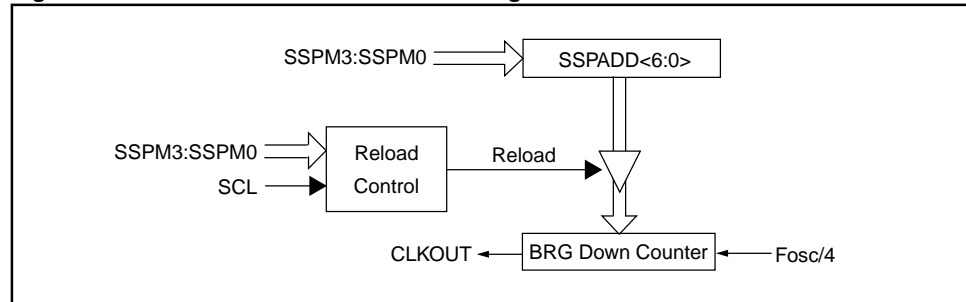 SSPM3:SSPM0
SSPADD<6:0>
SSPM3:SSPM0
SCL
Reload
Control
Reload
CLKOUT
BRG Down Counter
Fosc/4